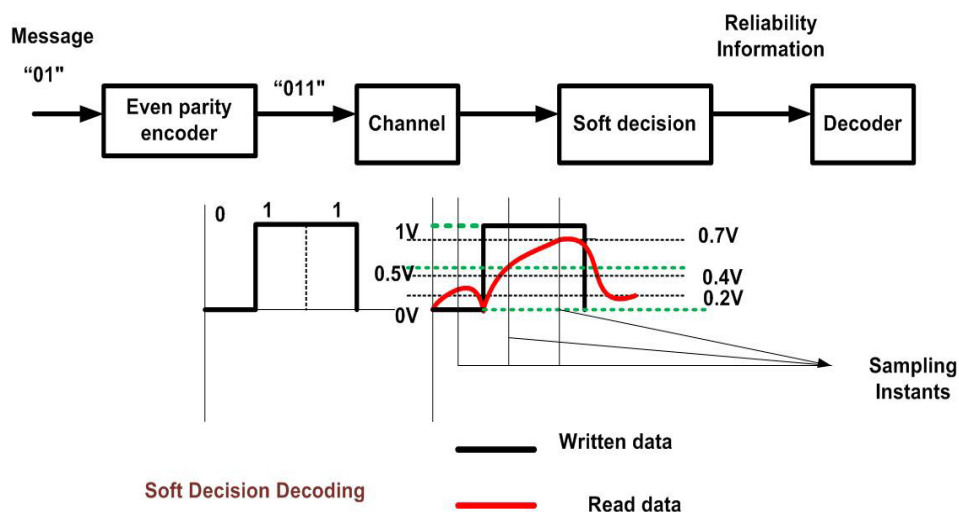 Message
"01"
Even parity
encoder
"011"
Channel
Soft decision
Reliability
Information
Decoder
0 1 1
1V
0.5V
0V
0.7V
0.4V
0.2V
Sampling
Instants
Written data
Soft Decision Decoding
Read data